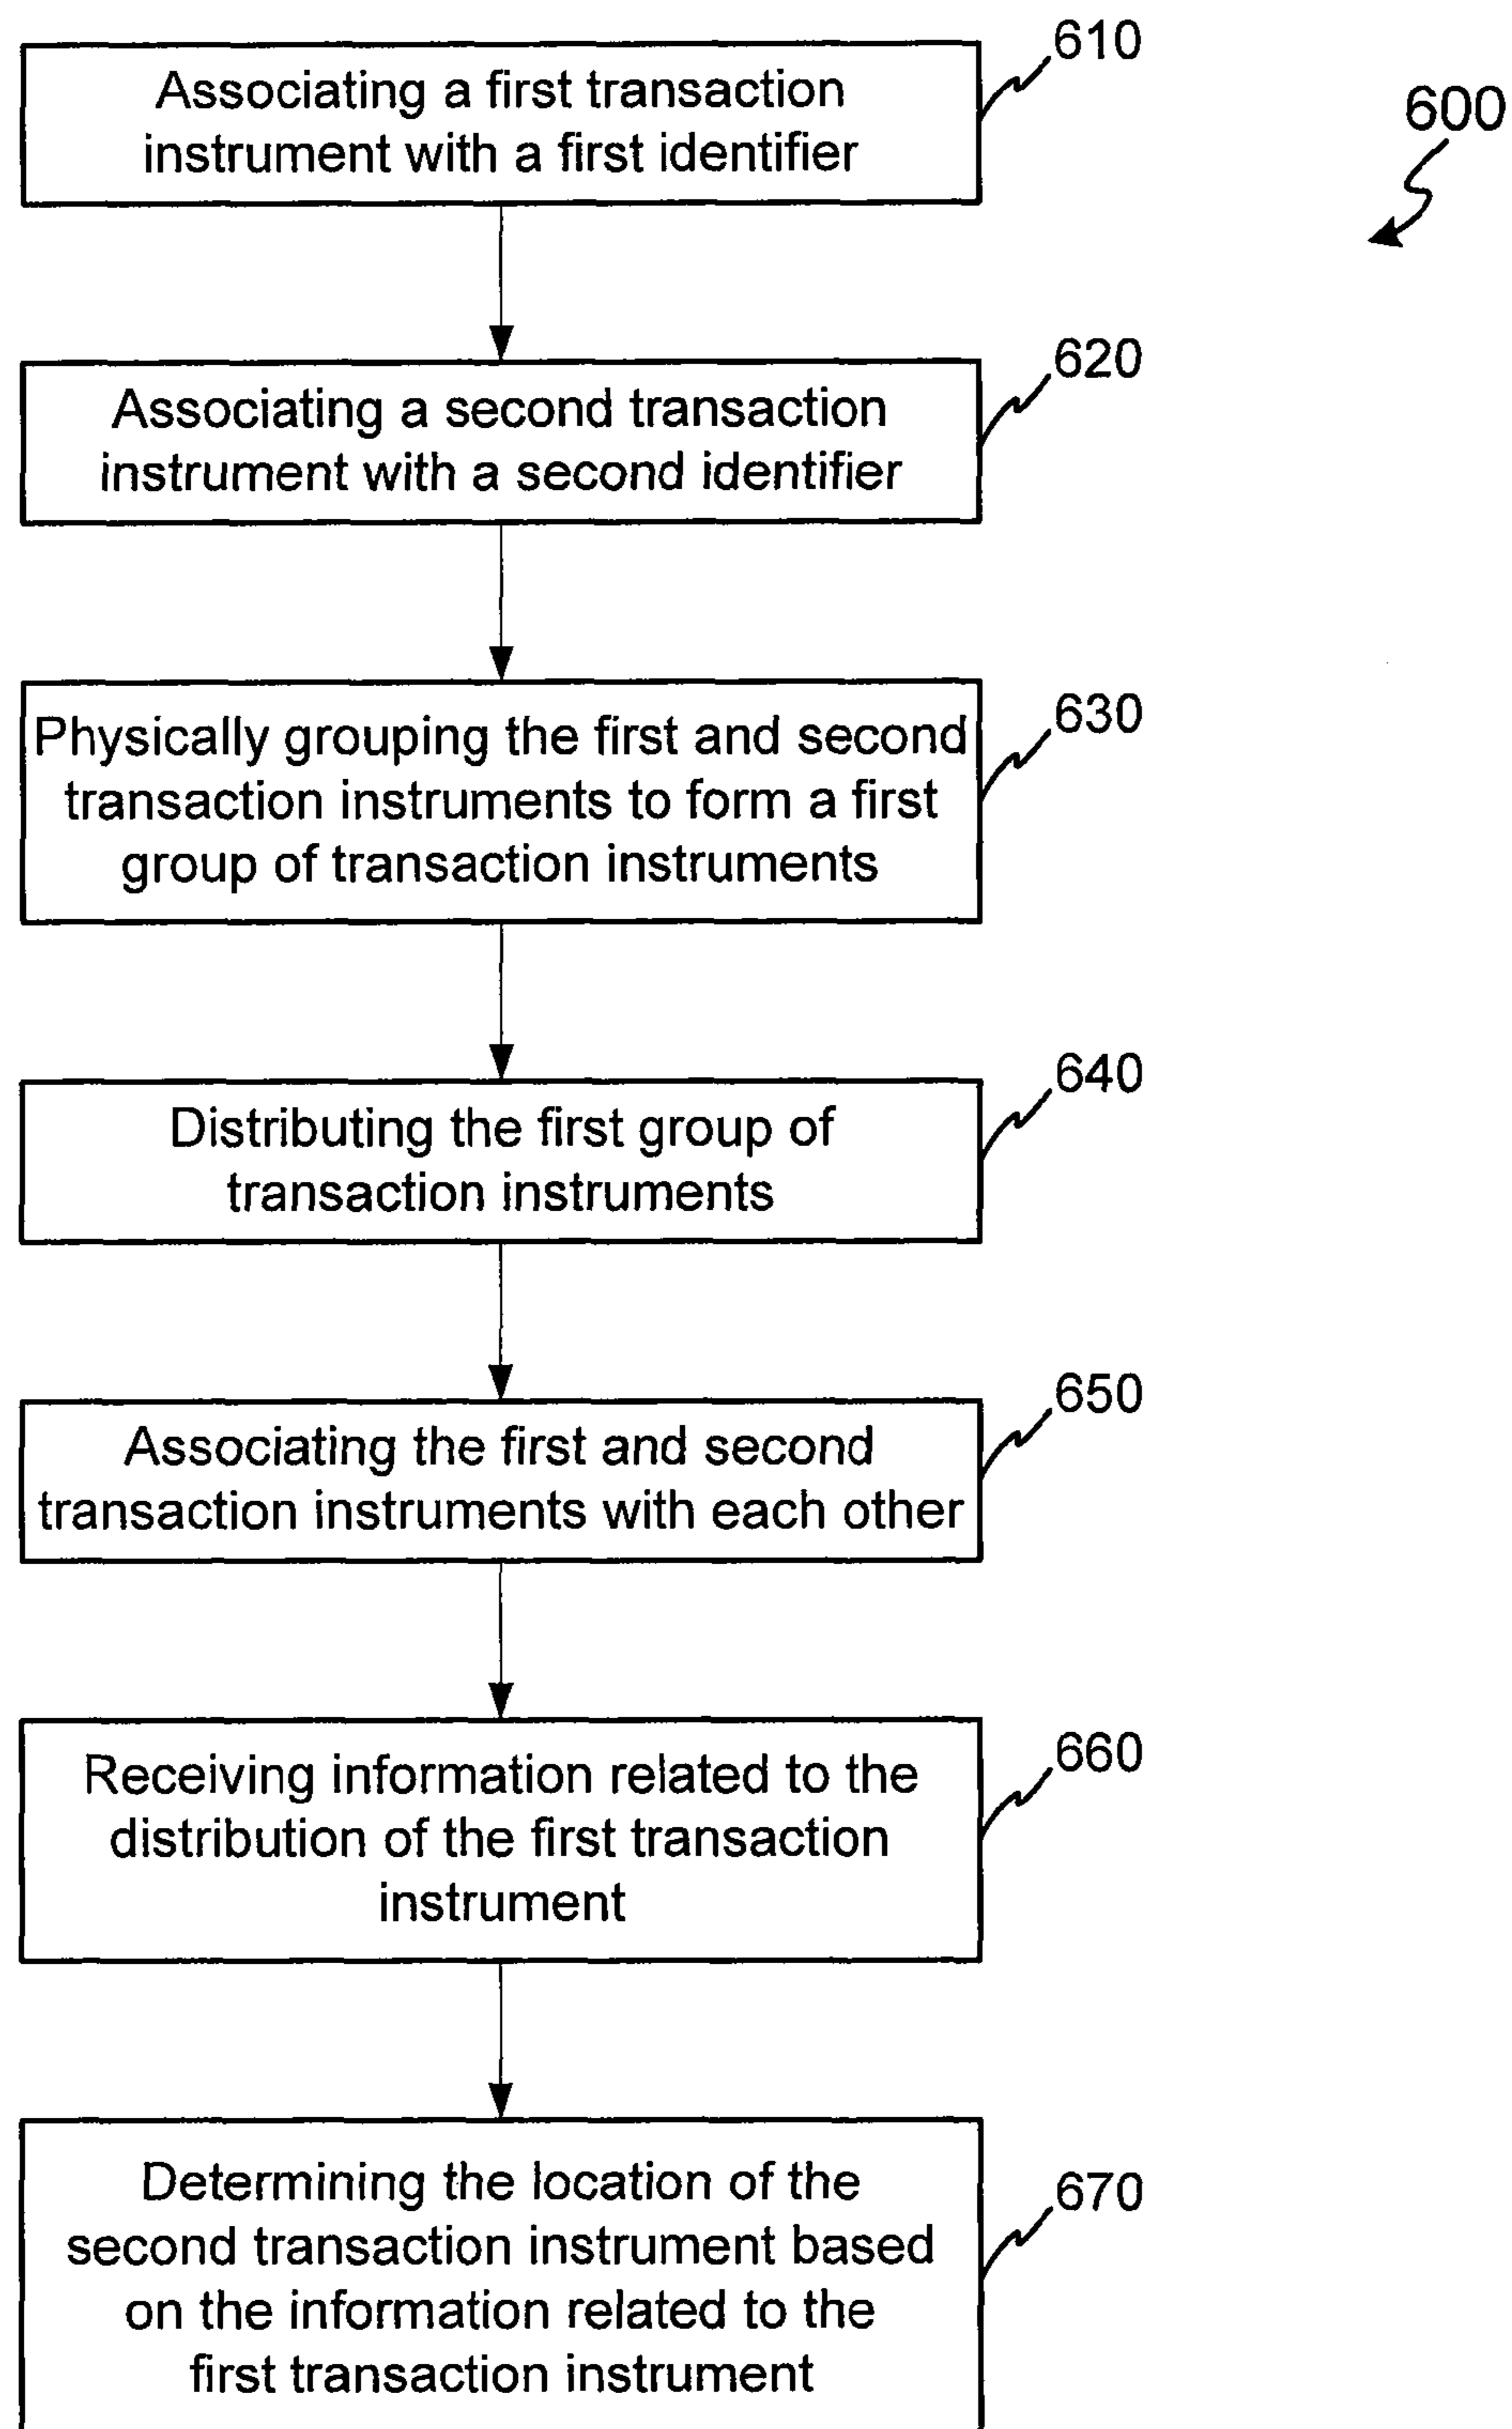 610
Associating a first transaction
instrument with a first identifier
600
620
Associating a second transaction
instrument with a second identifier
630
Physically grouping the first and second
transaction instruments to form a first
group of transaction instruments
640
Distributing the first group of
transaction instruments
650
Associating the first and second
transaction instruments with each other
660
Receiving information related to the
distribution of the first transaction
instrument
670
Determining the location of the
second transaction instrument based
on the information related to the
first transaction instrument